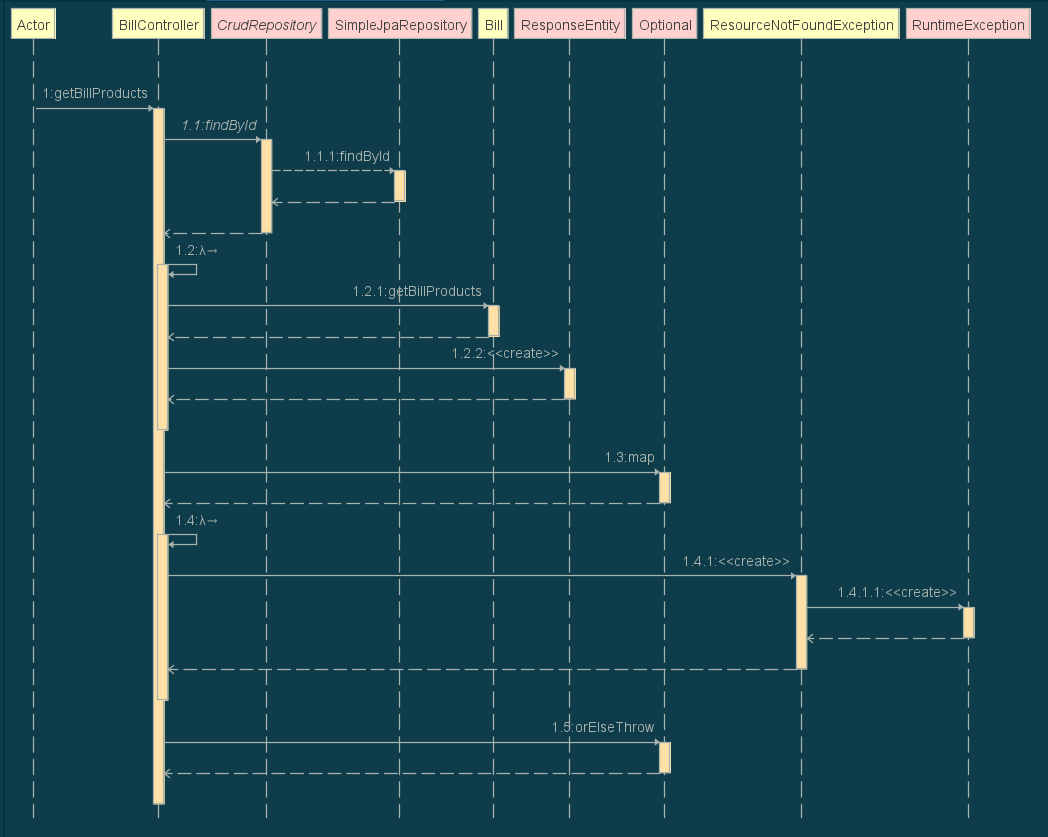 Actor BillController CrudRepository SimpleJpaRepository Bill ResponseEntity Optional ResourceNotFoundException RuntimeException
1:getBillProducts
1.1:findById
1.1.1:findById
1.2:λ→
1.2.1:getBillProducts
1.2.2:<<create>>
1.3:map
1.4:λ→
1.4.1:<<create>>
1.4.1.1:<<create>>
1.5:orElseThrow